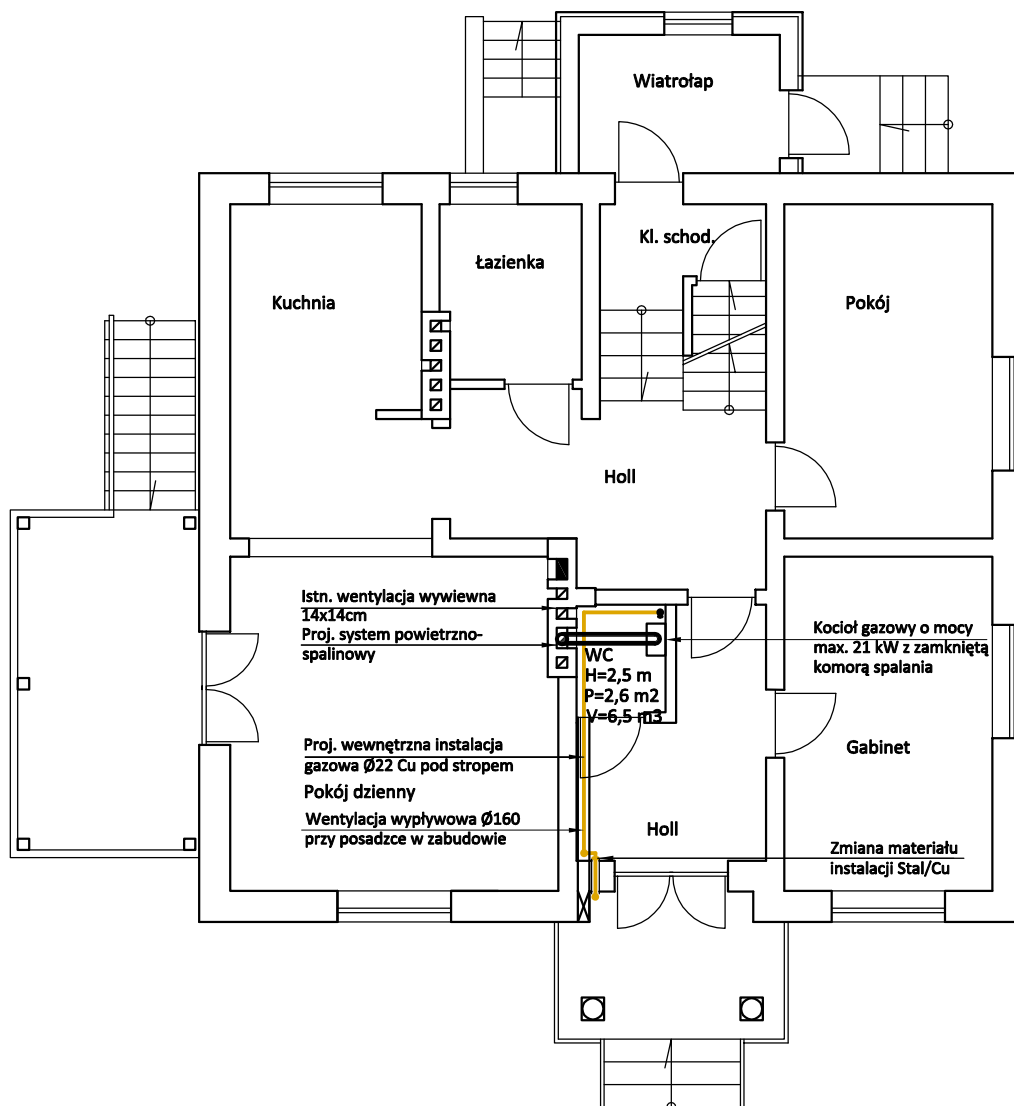 Wiatrołap
Kl. schod.
Łazienka
Kuchnia
Pokój
Holl
Istn. wentylacja wywiewna
14x14cm
Proj. system powietrzno-
spalinowy
Kocioł gazowy o mocy
max. 21 kW z zamkniętą
komorą spalania
WC
H=2,5 m
P=2,6 m2
V=6,5 m3
Proj. wewnętrzna instalacja
gazowa Ø22 Cu pod stropem
Gabinet
Pokój dzienny
Wentylacja wypływowa Ø160
przy posadzce w zabudowie
Holl
Zmiana materiału
instalacji Stal/Cu